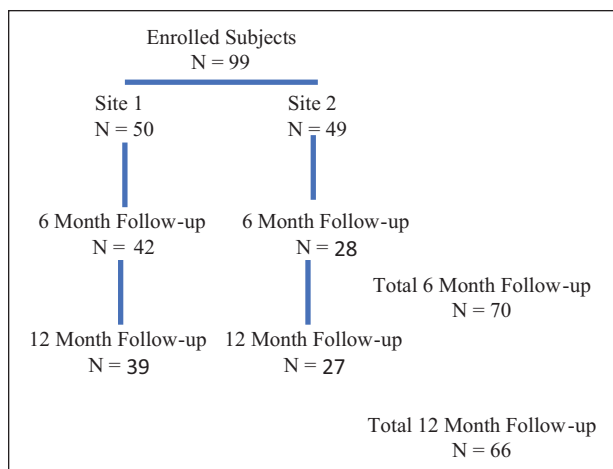 Enrolled Subjects
N = 99
Site 1
N = 50
Site 2
N = 49
6 Month Follow-up
N = 42
6 Month Follow-up
N = 28
Total 6 Month Follow-up
N = 70
12 Month Follow-up
N = 39
12 Month Follow-up
N = 27
Total 12 Month Follow-up
N = 66